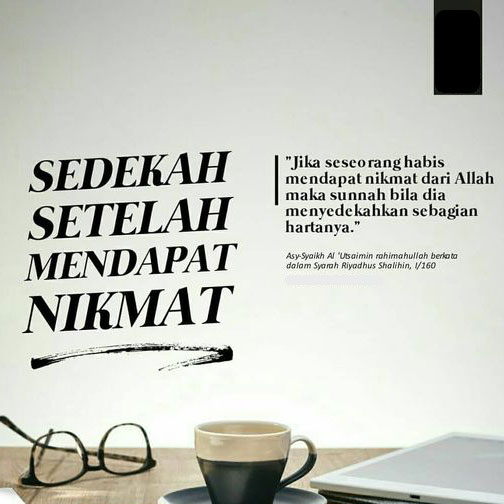 SEDEKAH
SETELAH
MENDAPAT
NIKMAT
"Jika seseorang habis
mendapat nikmat dari Allah
maka sunnah bila dia
menyedekahkan sebagian
hartanya."
Asy-Syaikh Al 'Utsaimin rahimahullah berkata
dalam Syarah Riyadhus Shalihin, I/160